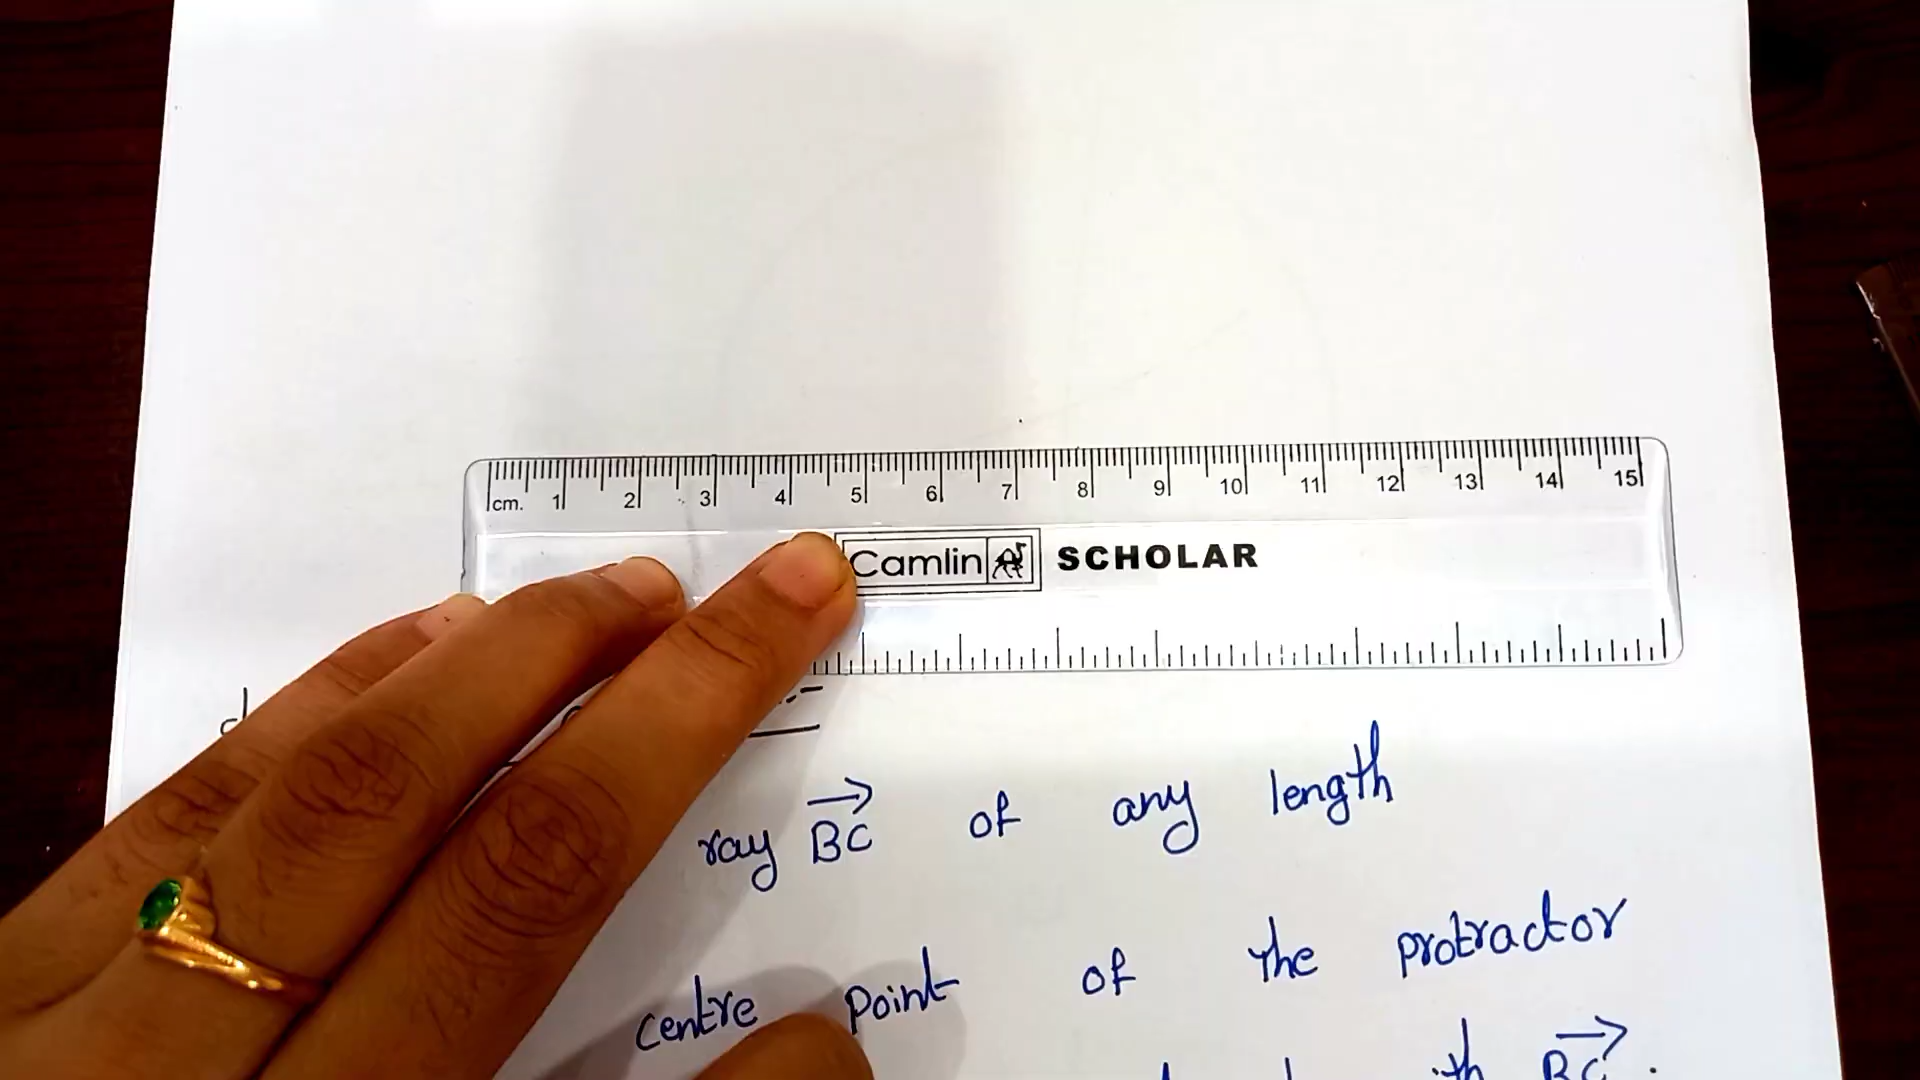 cm. 1 2 3 4 5 6 7 8 9 10 11 12 13 14 15
Camlin SCHOLAR
ray BC of any length
centre point of the protractor
BC .